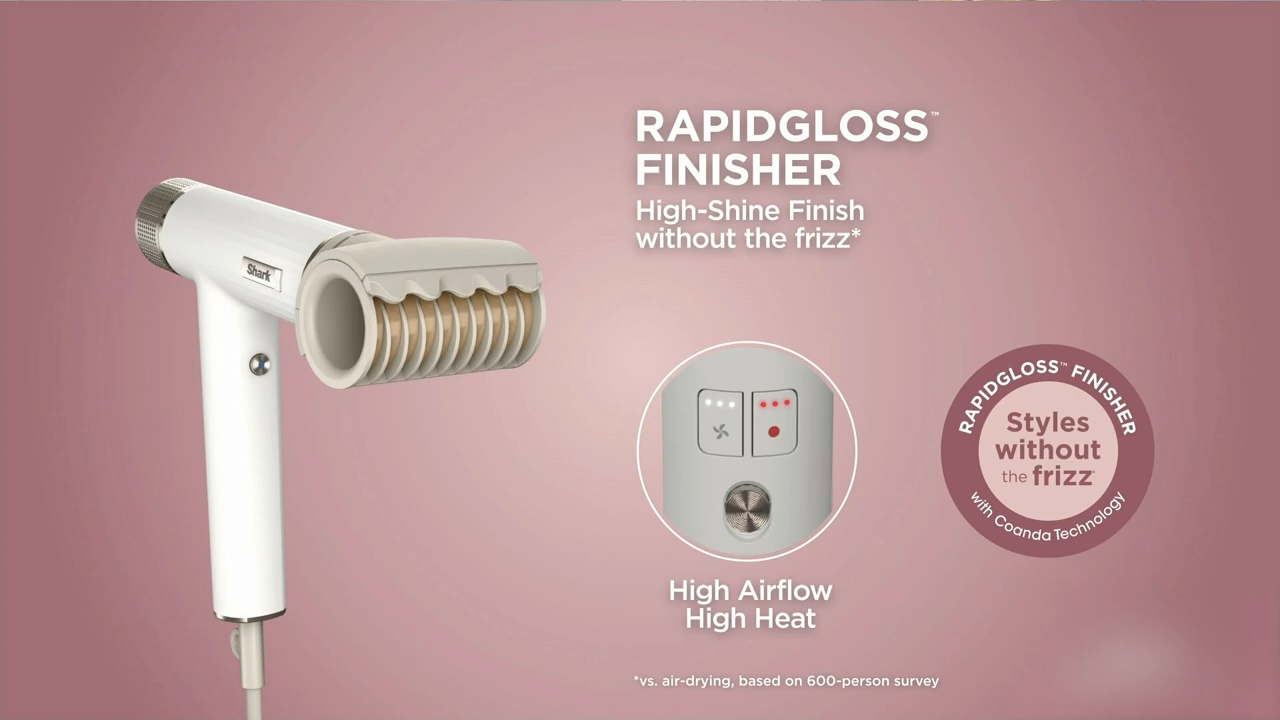 RAPIDGLOSS™
FINISHER
High-Shine Finish
without the frizz*
Shark
RAPIDGLOSS™ FINISHER
Styles
without
the frizz*
with Coanda Technology
High Airflow
High Heat
*vs. air-drying, based on 600-person survey